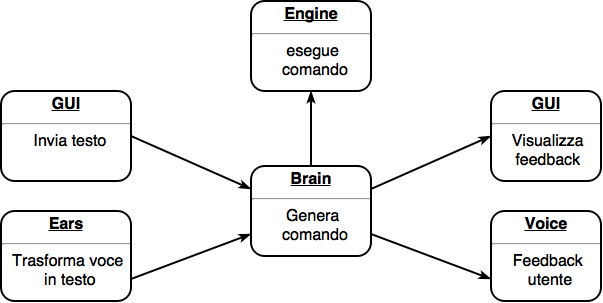 Engine
esegue
comando
GUI
Invia testo
GUI
Visualizza
feedback
Brain
Genera
comando
Ears
Trasforma voce
in testo
Voice
Feedback
utente